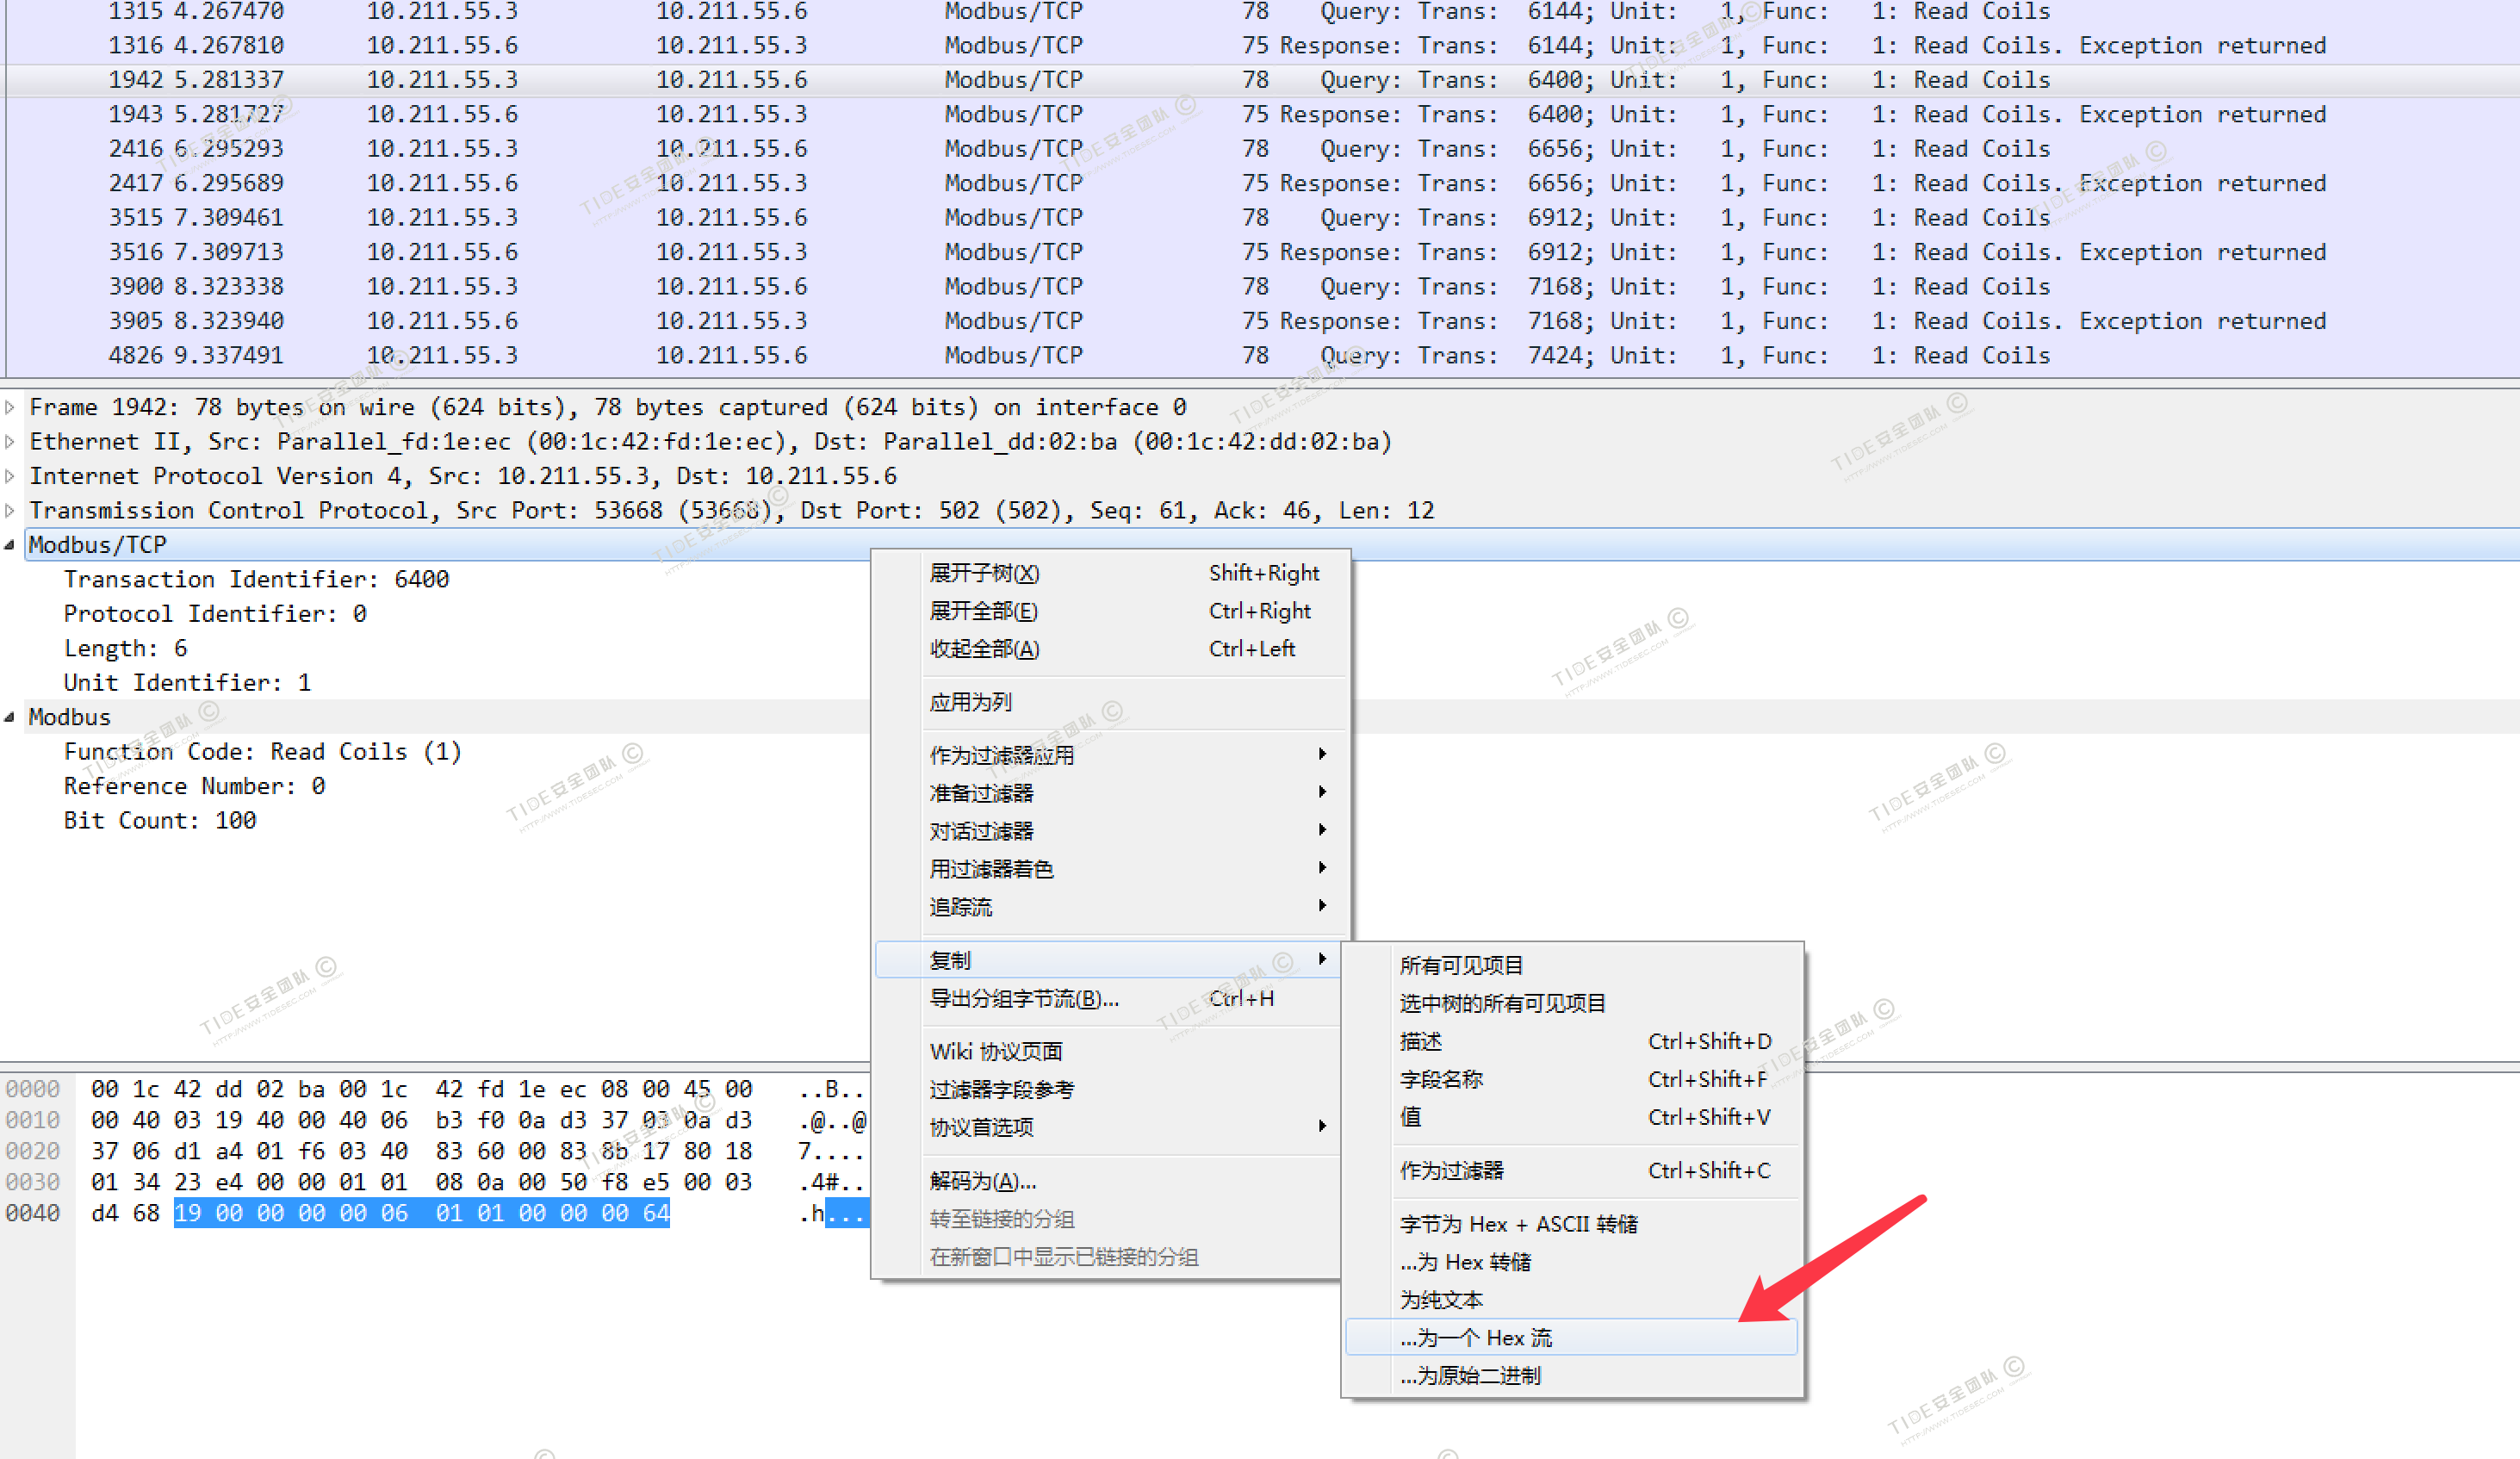 1315 4.267470 10.211.55.3 10.211.55.6 Modbus/TCP 78 Query: Trans: 6144; Unit: 1, Func: 1: Read Coils
1316 4.267810 10.211.55.6 10.211.55.3 Modbus/TCP 75 Response: Trans: 6144; Unit: 1, Func: 1: Read Coils. Exception returned
1942 5.281337 10.211.55.3 10.211.55.6 Modbus/TCP 78 Query: Trans: 6400; Unit: 1, Func: 1: Read Coils
1943 5.281727 10.211.55.6 10.211.55.3 Modbus/TCP 75 Response: Trans: 6400; Unit: 1, Func: 1: Read Coils. Exception returned
2416 6.295293 10.211.55.3 10.211.55.6 Modbus/TCP 78 Query: Trans: 6656; Unit: 1, Func: 1: Read Coils
2417 6.295689 10.211.55.6 10.211.55.3 Modbus/TCP 75 Response: Trans: 6656; Unit: 1, Func: 1: Read Coils. Exception returned
3515 7.309461 10.211.55.3 10.211.55.6 Modbus/TCP 78 Query: Trans: 6912; Unit: 1, Func: 1: Read Coils
3516 7.309713 10.211.55.6 10.211.55.3 Modbus/TCP 75 Response: Trans: 6912; Unit: 1, Func: 1: Read Coils. Exception returned
3900 8.323338 10.211.55.3 10.211.55.6 Modbus/TCP 78 Query: Trans: 7168; Unit: 1, Func: 1: Read Coils
3905 8.323940 10.211.55.6 10.211.55.3 Modbus/TCP 75 Response: Trans: 7168; Unit: 1, Func: 1: Read Coils. Exception returned
4826 9.337491 10.211.55.3 10.211.55.6 Modbus/TCP 78 Query: Trans: 7424; Unit: 1, Func: 1: Read Coils
Frame 1942: 78 bytes on wire (624 bits), 78 bytes captured (624 bits) on interface 0
Ethernet II, Src: Parallel_fd:1e:ec (00:1c:42:fd:1e:ec), Dst: Parallel_dd:02:ba (00:1c:42:dd:02:ba)
Internet Protocol Version 4, Src: 10.211.55.3, Dst: 10.211.55.6
Transmission Control Protocol, Src Port: 53668 (53668), Dst Port: 502 (502), Seq: 61, Ack: 46, Len: 12
Modbus/TCP
Transaction Identifier: 6400
Protocol Identifier: 0
Length: 6
Unit Identifier: 1
Modbus
Function Code: Read Coils (1)
Reference Number: 0
Bit Count: 100
展开子树(X) Shift+Right
展开全部(E) Ctrl+Right
收起全部(A) Ctrl+Left
应用为列
作为过滤器应用
准备过滤器
对话过滤器
用过滤器着色
追踪流
复制
导出分组字节流(B)... Ctrl+H
Wiki 协议页面
过滤器字段参考
协议首选项
解码为(A)...
转至链接的分组
在新窗口中显示已链接的分组
所有可见项目
选中树的所有可见项目
描述 Ctrl+Shift+D
字段名称 Ctrl+Shift+F
值 Ctrl+Shift+V
作为过滤器 Ctrl+Shift+C
字节为 Hex + ASCII 转储
...为 Hex 转储
为纯文本
...为一个 Hex 流
...为原始二进制
0000 00 1c 42 dd 02 ba 00 1c 42 fd 1e ec 08 00 45 00 ..B..
0010 00 40 03 19 40 00 40 06 b3 f0 0a d3 37 03 0a d3 .@..@
0020 37 06 d1 a4 01 f6 03 40 83 60 00 83 8b 17 80 18 7....
0030 01 34 23 e4 00 00 01 01 08 0a 00 50 f8 e5 00 03 .4#..
0040 d4 68 19 00 00 00 00 06 01 01 00 00 00 64 .h...
TIDE安全团队 ©
HTTP://WWW.TIDESEC.COM